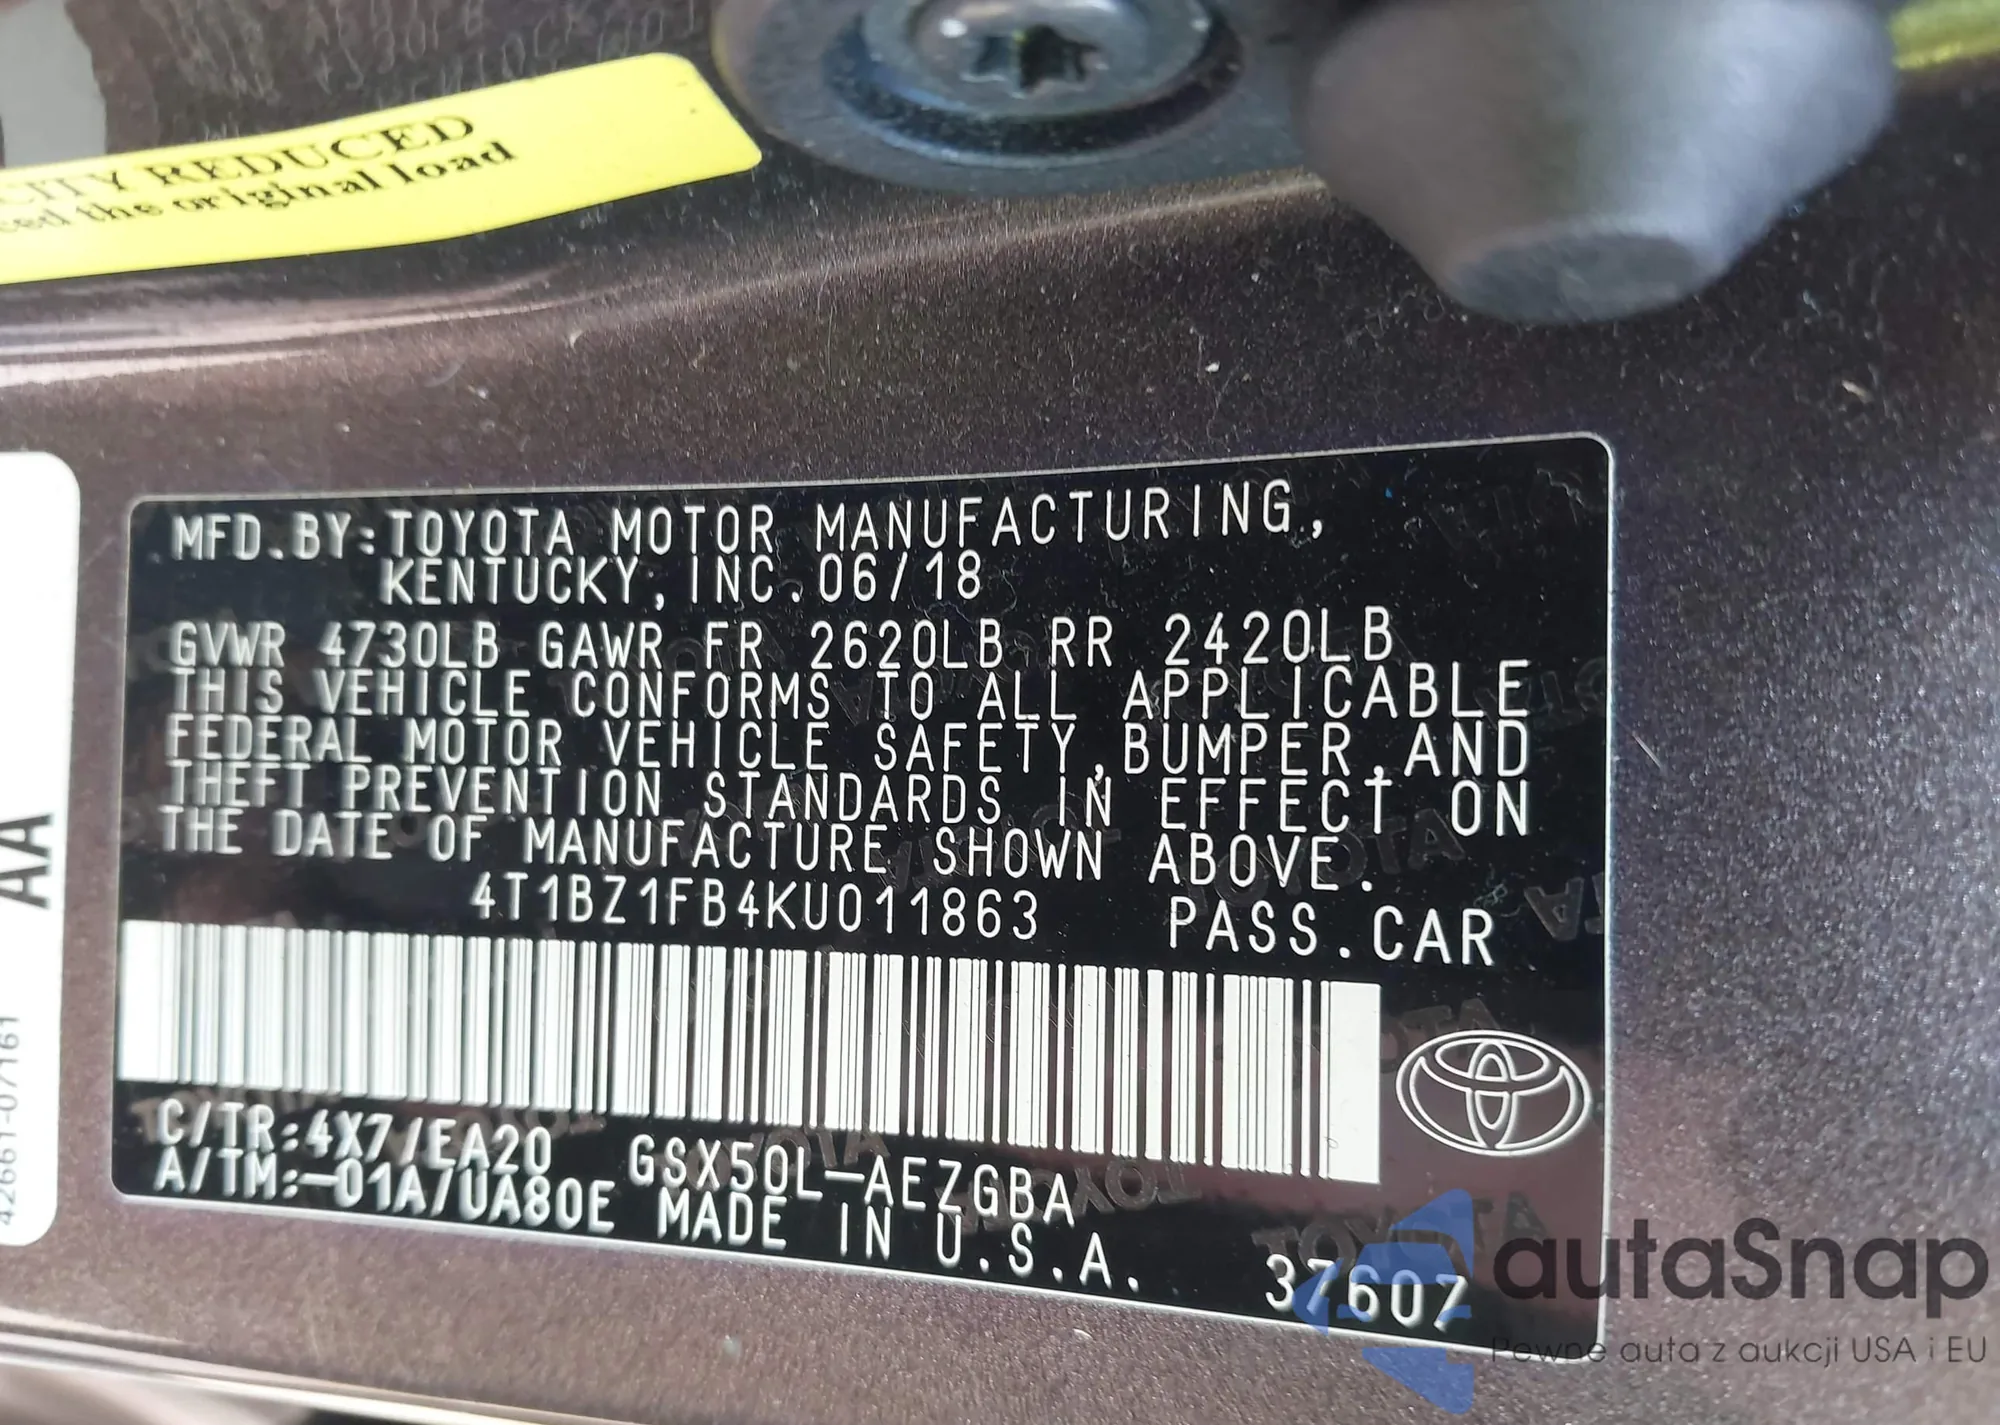 CITY REDUCED
ced the original load
MFD.BY:TOYOTA MOTOR MANUFACTURING,
KENTUCKY, INC. 06/18
GVWR 4730LB GAWR FR 2620LB RR 2420LB
THIS VEHICLE CONFORMS TO ALL APPLICABLE
FEDERAL MOTOR VEHICLE SAFETY, BUMPER, AND
THEFT PREVENTION STANDARDS IN EFFECT ON
THE DATE OF MANUFACTURE SHOWN ABOVE.
4T1BZ1FB4KU011863 PASS.CAR
C/TR:4X7/EA20 GSX50L-AEZGBA
A/TM:-01A/UA80E MADE IN U.S.A.
37607
AA
42661-07161
autaSnap
Pewne auta z aukcji USA i EU